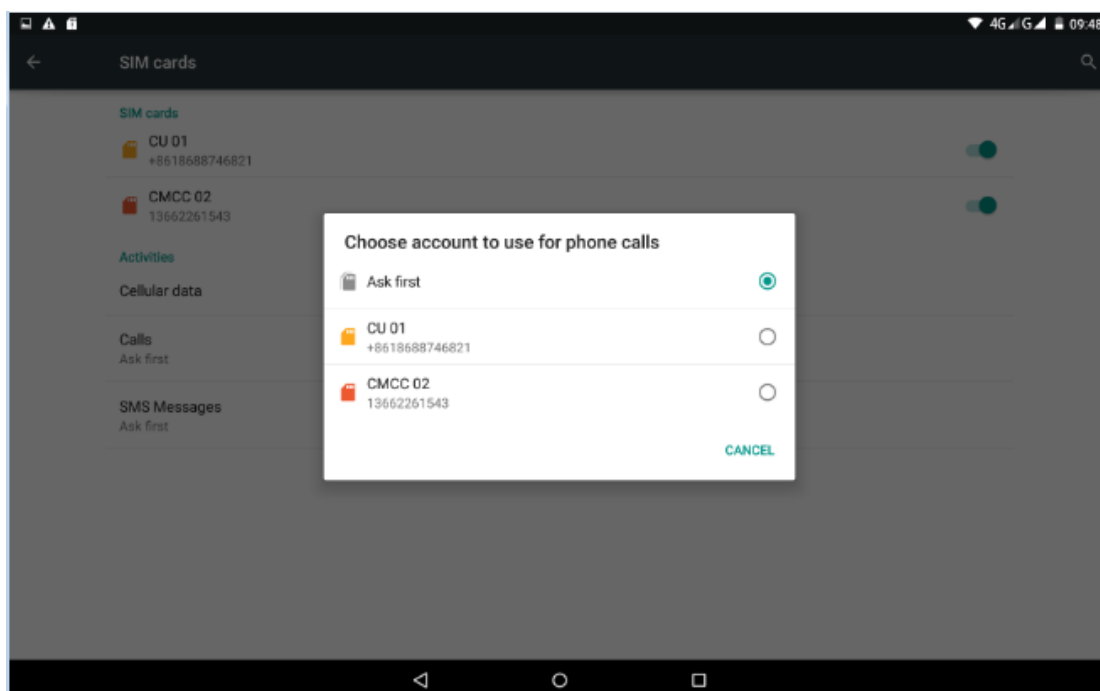 4G G 09:48
SIM cards
SIM cards
CU 01
+8618688746821
CMCC 02
13662261543
Activities
Cellular data
Calls
Ask first
SMS Messages
Ask first
Choose account to use for phone calls
Ask first
CU 01
+8618688746821
CMCC 02
13662261543
CANCEL